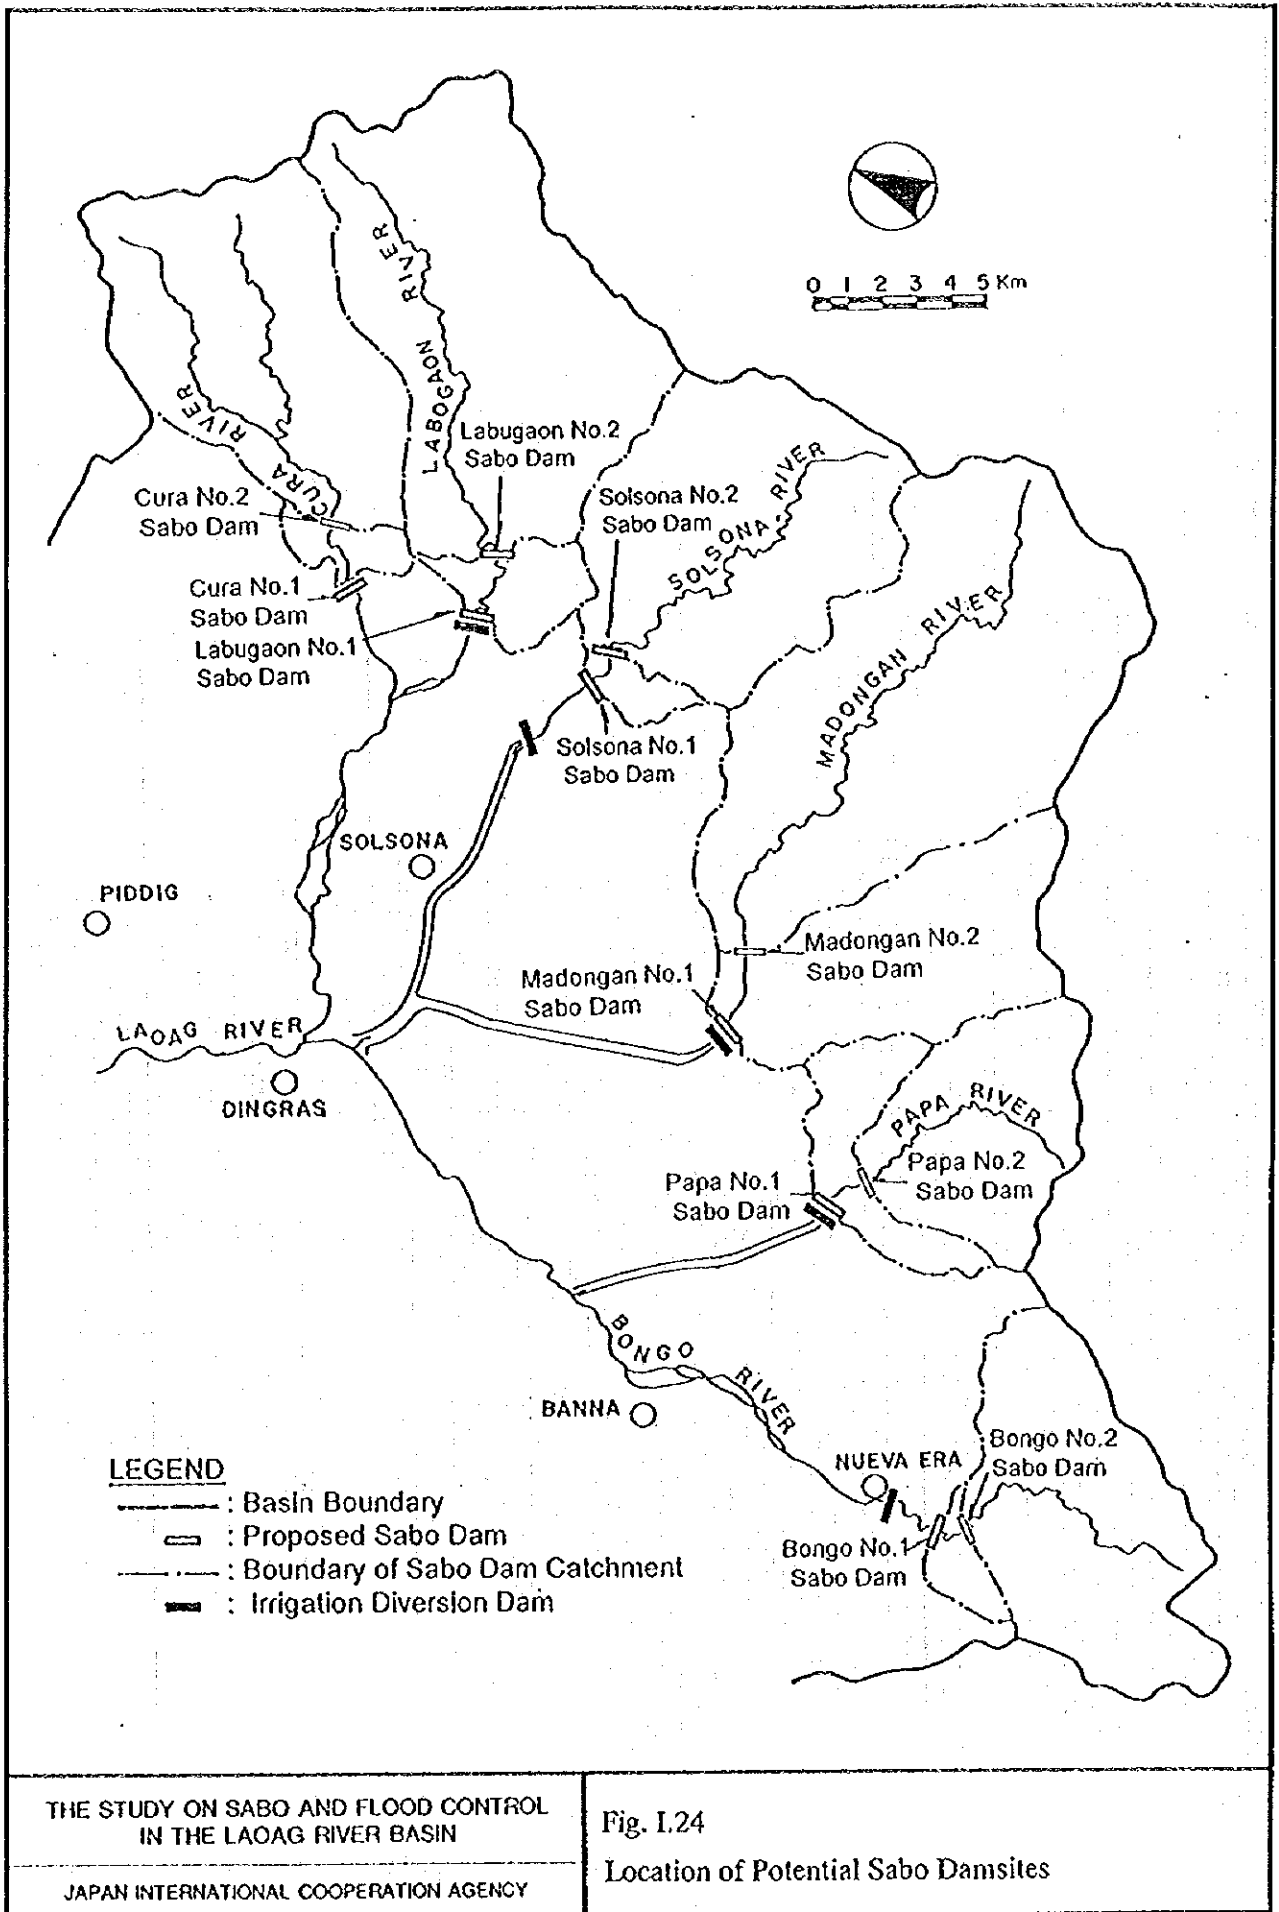 0 1 2 3 4 5 Km
LABOGAON RIVER
CURA RIVER
RIVER
Labugaon No.2
Sabo Dam
Cura No.2
Sabo Dam
Solsona No.2
Sabo Dam
SOLSONA RIVER
Cura No.1
Sabo Dam
Labugaon No.1
Sabo Dam
MADONGAN RIVER
Solsona No.1
Sabo Dam
SOLSONA
PIDDIG
Madongan No.2
Sabo Dam
Madongan No.1
Sabo Dam
LAOAG RIVER
DINGRAS
PAPA RIVER
Papa No.2
Sabo Dam
Papa No.1
Sabo Dam
BONGO RIVER
BANNA
NUEVA ERA
Bongo No.2
Sabo Dam
Bongo No.1
Sabo Dam
LEGEND
: Basin Boundary
: Proposed Sabo Dam
: Boundary of Sabo Dam Catchment
: Irrigation Diversion Dam
THE STUDY ON SABO AND FLOOD CONTROL
IN THE LAOAG RIVER BASIN
JAPAN INTERNATIONAL COOPERATION AGENCY
Fig. I.24
Location of Potential Sabo Damsites